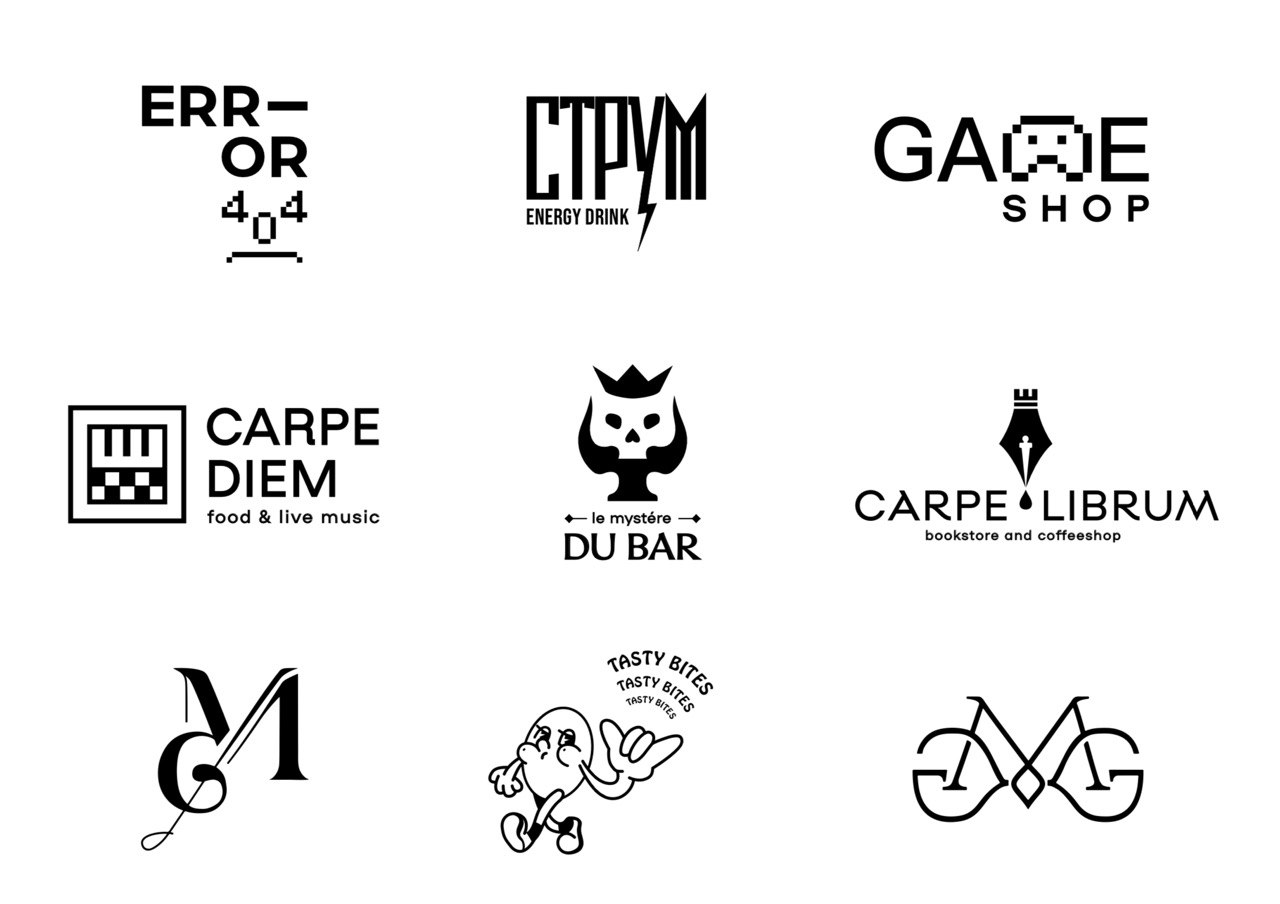 ERR—
OR
404
СТРУМ
ENERGY DRINK
GAME
SHOP
CARPE
DIEM
food & live music
le mystére
DU BAR
CARPE LIBRUM
bookstore and coffeeshop
TASTY BITES
TASTY BITES
TASTY BITES